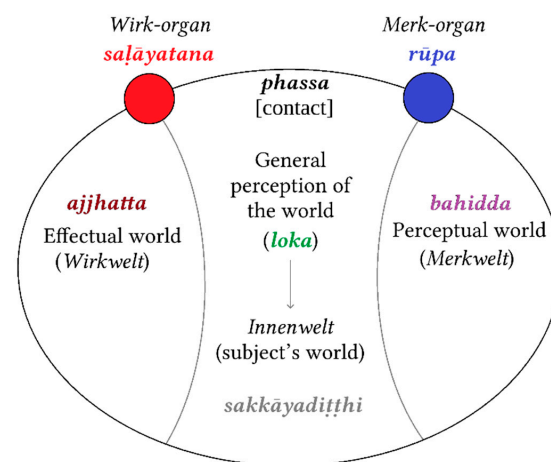 Wirk-organ
saḷāyatana
Merk-organ
rūpa
phassa
[contact]
General
perception of
the world
(loka)
ajjhatta
Effectual world
(Wirkwelt)
bahidda
Perceptual world
(Merkwelt)
Innenwelt
(subject's world)
sakkāyadiṭṭhi